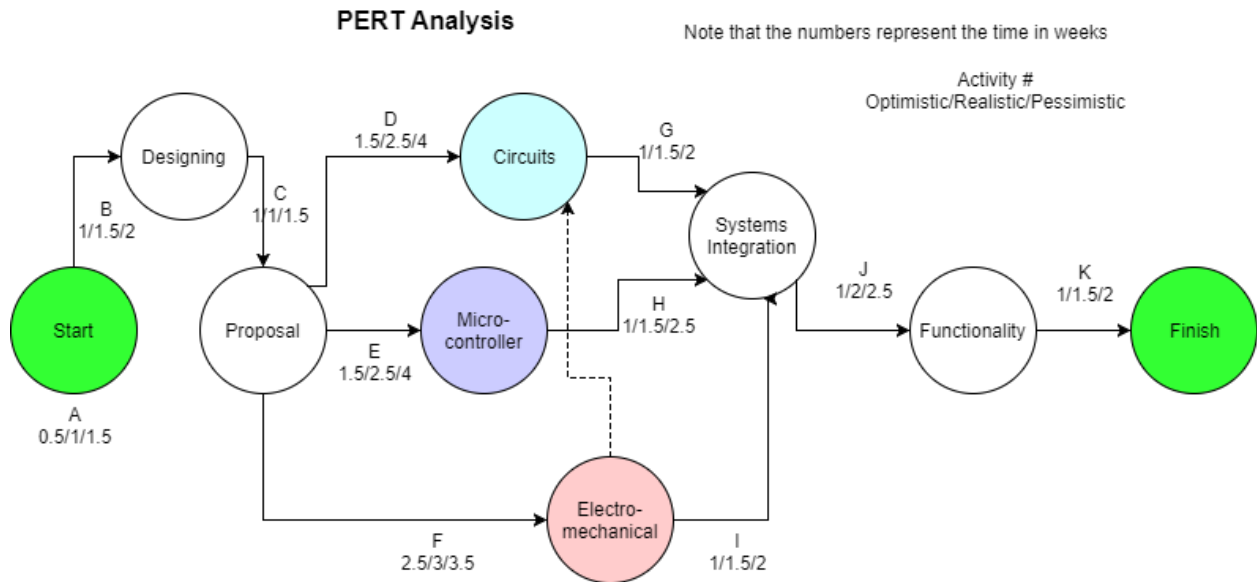 PERT Analysis
Note that the numbers represent the time in weeks
Activity #
Optimistic/Realistic/Pessimistic
Designing
D
1.5/2.5/4
Circuits
G
1/1.5/2
B
1/1.5/2
C
1/1/1.5
Systems
Integration
Start
A
0.5/1/1.5
Proposal
E
1.5/2.5/4
Micro-
controller
H
1/1.5/2.5
J
1/2/2.5
Functionality
K
1/1.5/2
Finish
F
2.5/3/3.5
Electro-
mechanical
I
1/1.5/2